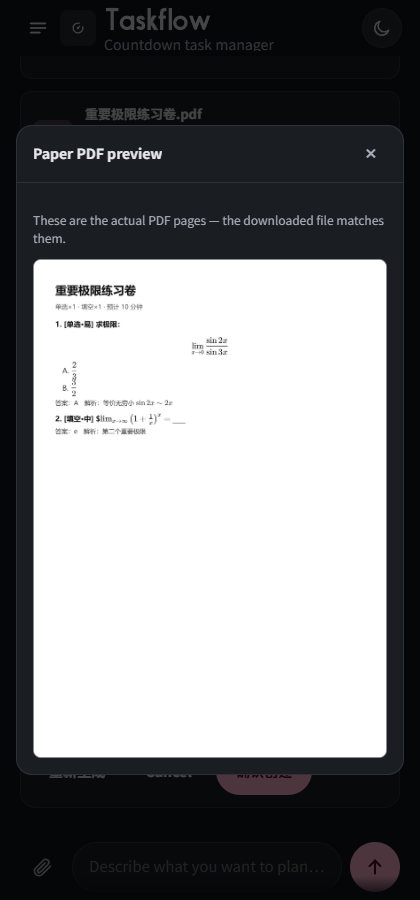 Taskflow
Countdown task manager
重要极限练习卷.pdf
Paper PDF preview
These are the actual PDF pages — the downloaded file matches
them.
重要极限练习卷
单选×1 · 填空×1 · 预计 10 分钟
1. [单选·易] 求极限：
lim x→0 sin 2x / sin 3x
A. 2/3
B. 3/2
答案：A 解析：等价无穷小 sin 2x ～ 2x
2. [填空·中] $lim x→∞ (1 + 1/x)^x = __
答案：e 解析：第二个重要极限
Cancel
Describe what you want to plan…